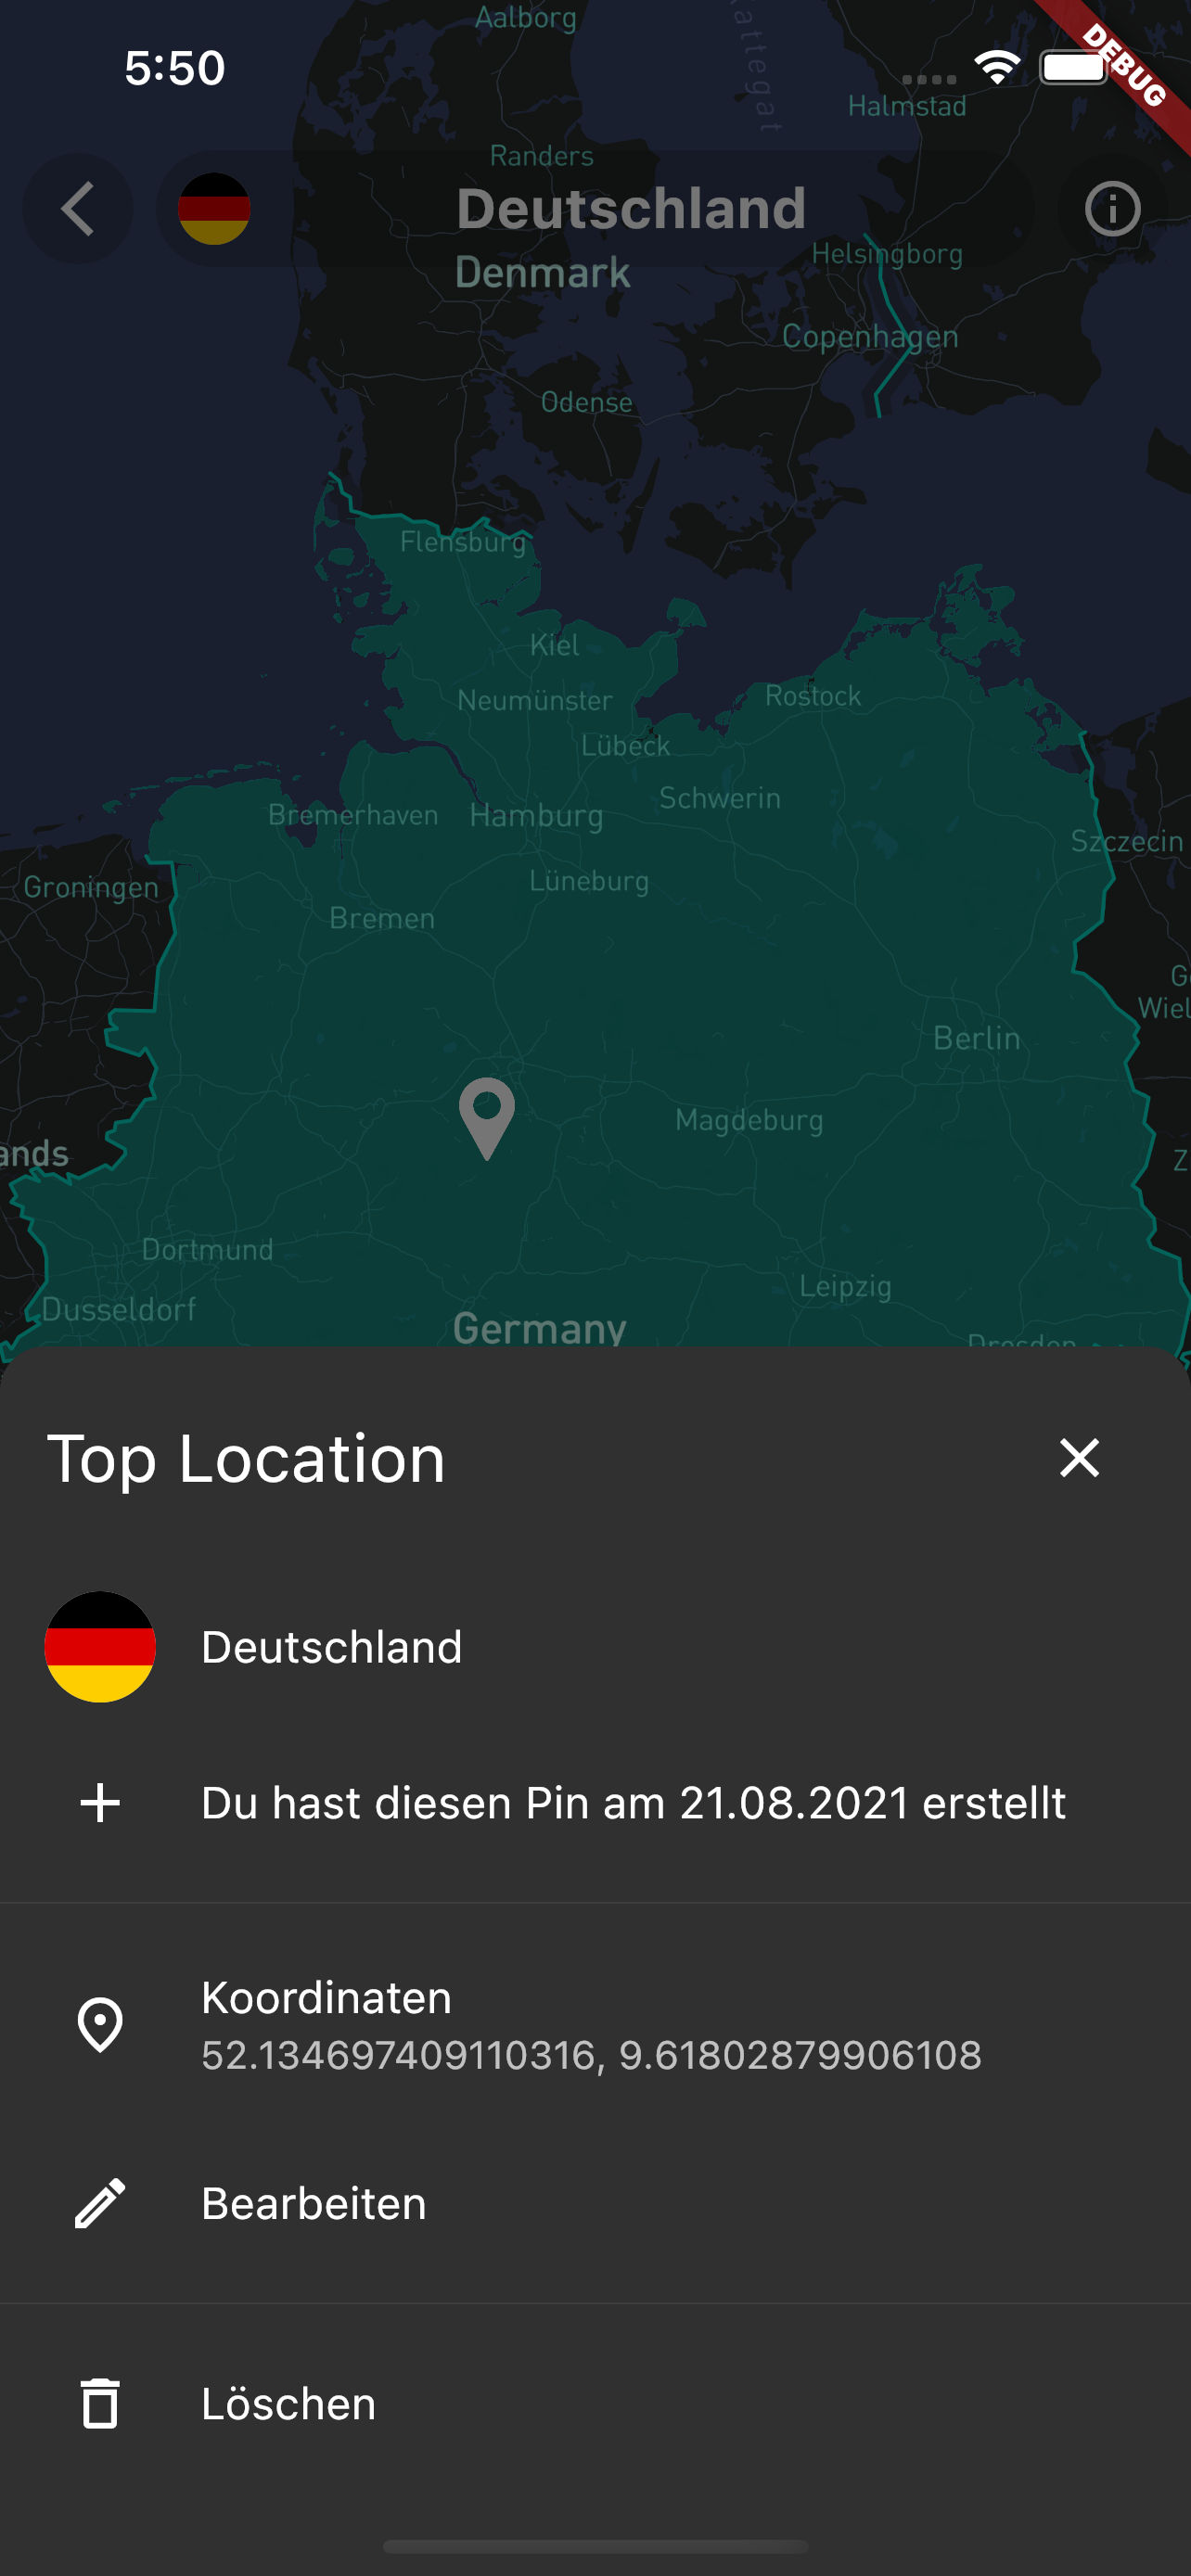 Aalborg
5:50
DEBUG
Kattegat
Halmstad
Randers
Deutschland
Helsingborg
Denmark
Copenhagen
Odense
Flensburg
Kiel
Neumünster
Rostock
Lübeck
Schwerin
Bremerhaven
Hamburg
Szczecin
Groningen
Lüneburg
Bremen
G
Wiel
Berlin
Magdeburg
ands
Z
Dortmund
Leipzig
Dusseldorf
Germany
Dresden
Top Location
Deutschland
Du hast diesen Pin am 21.08.2021 erstellt
Koordinaten
52.134697409110316, 9.61802879906108
Bearbeiten
Löschen